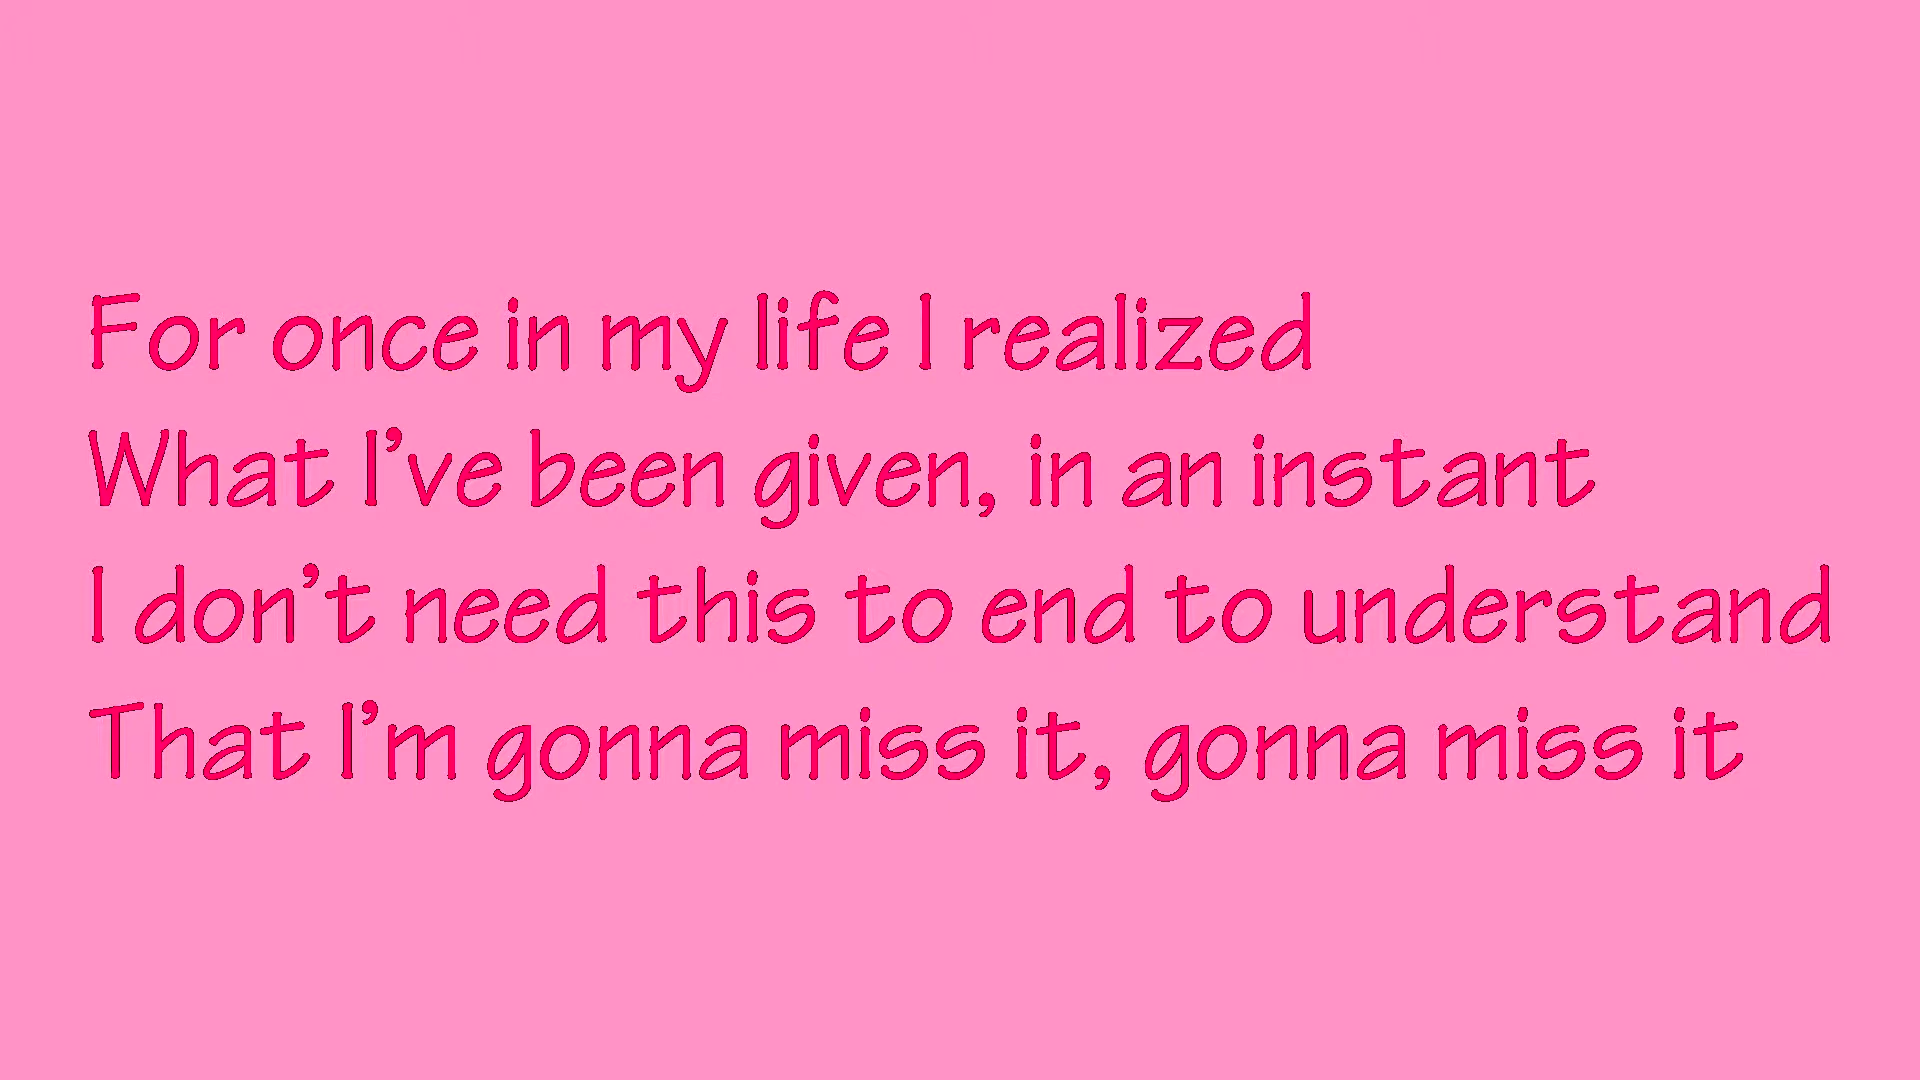 For once in my life I realized
What I’ve been given, in an instant
I don’t need this to end to understand
That I’m gonna miss it, gonna miss it